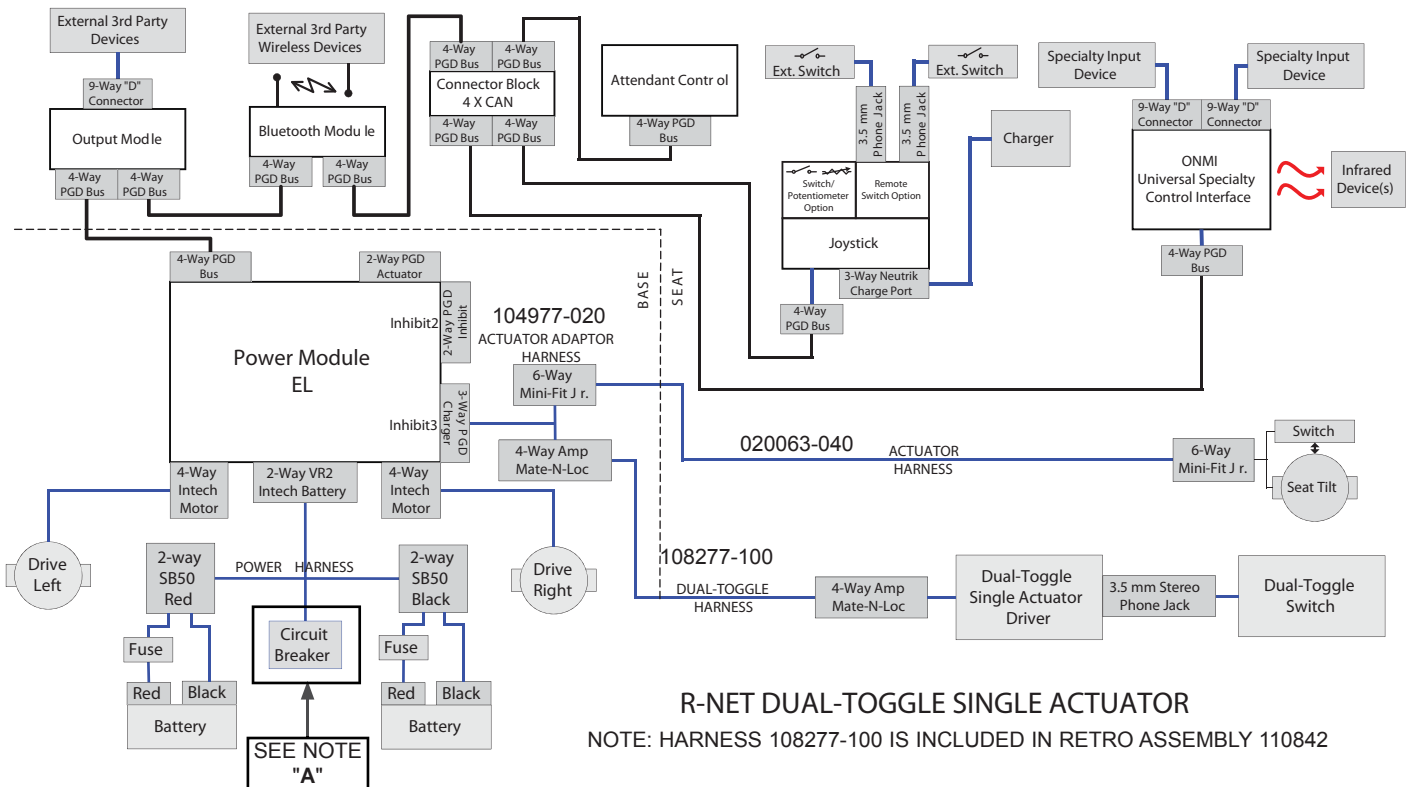 External 3rd Party
Devices
9-Way "D"
Connector
Output Mod le
4-Way
PGD Bus
4-Way
PGD Bus
External 3rd Party
Wireless Devices
Bluetooth Modu le
4-Way
PGD Bus
4-Way
PGD Bus
4-Way
PGD Bus
4-Way
PGD Bus
Connector Block
4 X CAN
4-Way
PGD Bus
4-Way
PGD Bus
Attendant Contr ol
4-Way PGD
Bus
Ext. Switch
Ext. Switch
3.5 mm
Phone Jack
3.5 mm
Phone Jack
Switch/
Potentiometer
Option
Remote
Switch Option
Joystick
3-Way Neutrik
Charge Port
4-Way
PGD Bus
Charger
Specialty Input
Device
Specialty Input
Device
9-Way "D"
Connector
9-Way "D"
Connector
ONMI
Universal Specialty
Control Interface
Infrared
Device(s)
4-Way PGD
Bus
BASE
SEAT
4-Way PGD
Bus
2-Way PGD
Actuator
Inhibit2
2-Way PGD
Inhibit
Power Module
EL
Inhibit3
3-Way P GD
Charger
4-Way
Intech
Motor
2-Way VR2
Intech Battery
4-Way
Intech
Motor
104977-020
ACTUATOR ADAPTOR
HARNESS
6-Way
Mini-Fit J r.
4-Way Amp
Mate-N-Loc
020063-040
ACTUATOR
HARNESS
6-Way
Mini-Fit J r.
Switch
Seat Tilt
Drive
Left
2-way
SB50
Red
POWER HARNESS
2-way
SB50
Black
Drive
Right
108277-100
DUAL-TOGGLE
HARNESS
4-Way Amp
Mate-N-Loc
Dual-Toggle
Single Actuator
Driver
3.5 mm Stereo
Phone Jack
Dual-Toggle
Switch
Fuse
Circuit
Breaker
Fuse
Red
Black
Battery
Red
Black
Battery
SEE NOTE
"A"
R-NET DUAL-TOGGLE SINGLE ACTUATOR
NOTE: HARNESS 108277-100 IS INCLUDED IN RETRO ASSEMBLY 110842